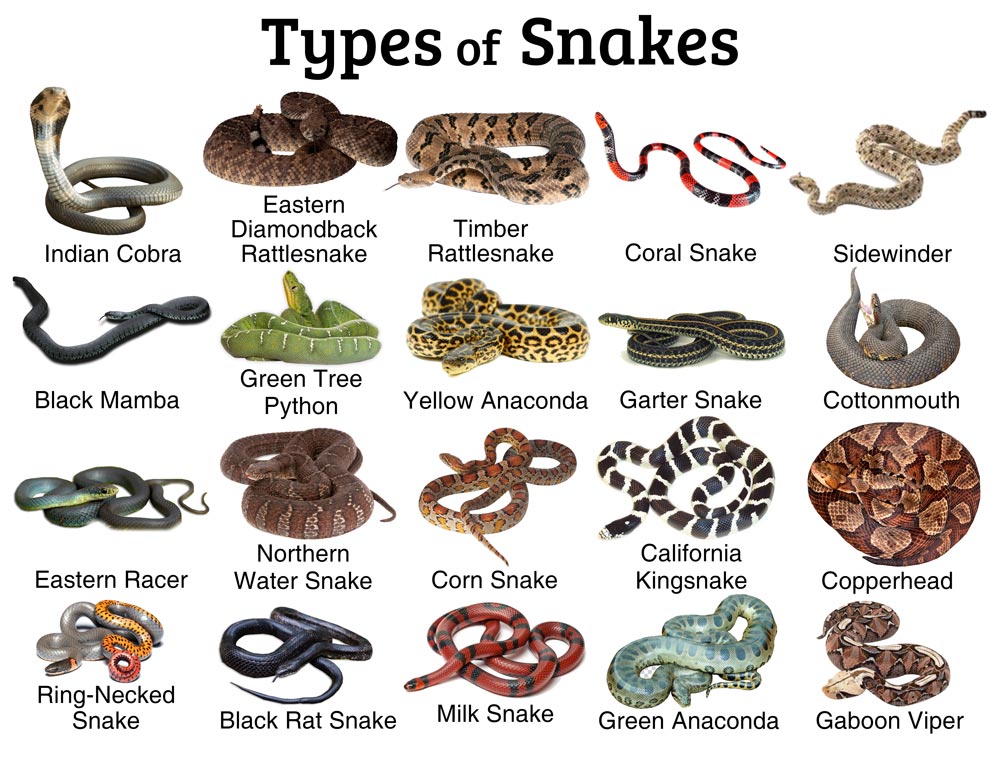 Types of Snakes
Indian Cobra
Eastern
Diamondback
Rattlesnake
Timber
Rattlesnake
Coral Snake
Sidewinder
Black Mamba
Green Tree
Python
Yellow Anaconda
Garter Snake
Cottonmouth
Eastern Racer
Northern
Water Snake
Corn Snake
California
Kingsnake
Copperhead
Ring-Necked
Snake
Black Rat Snake
Milk Snake
Green Anaconda
Gaboon Viper